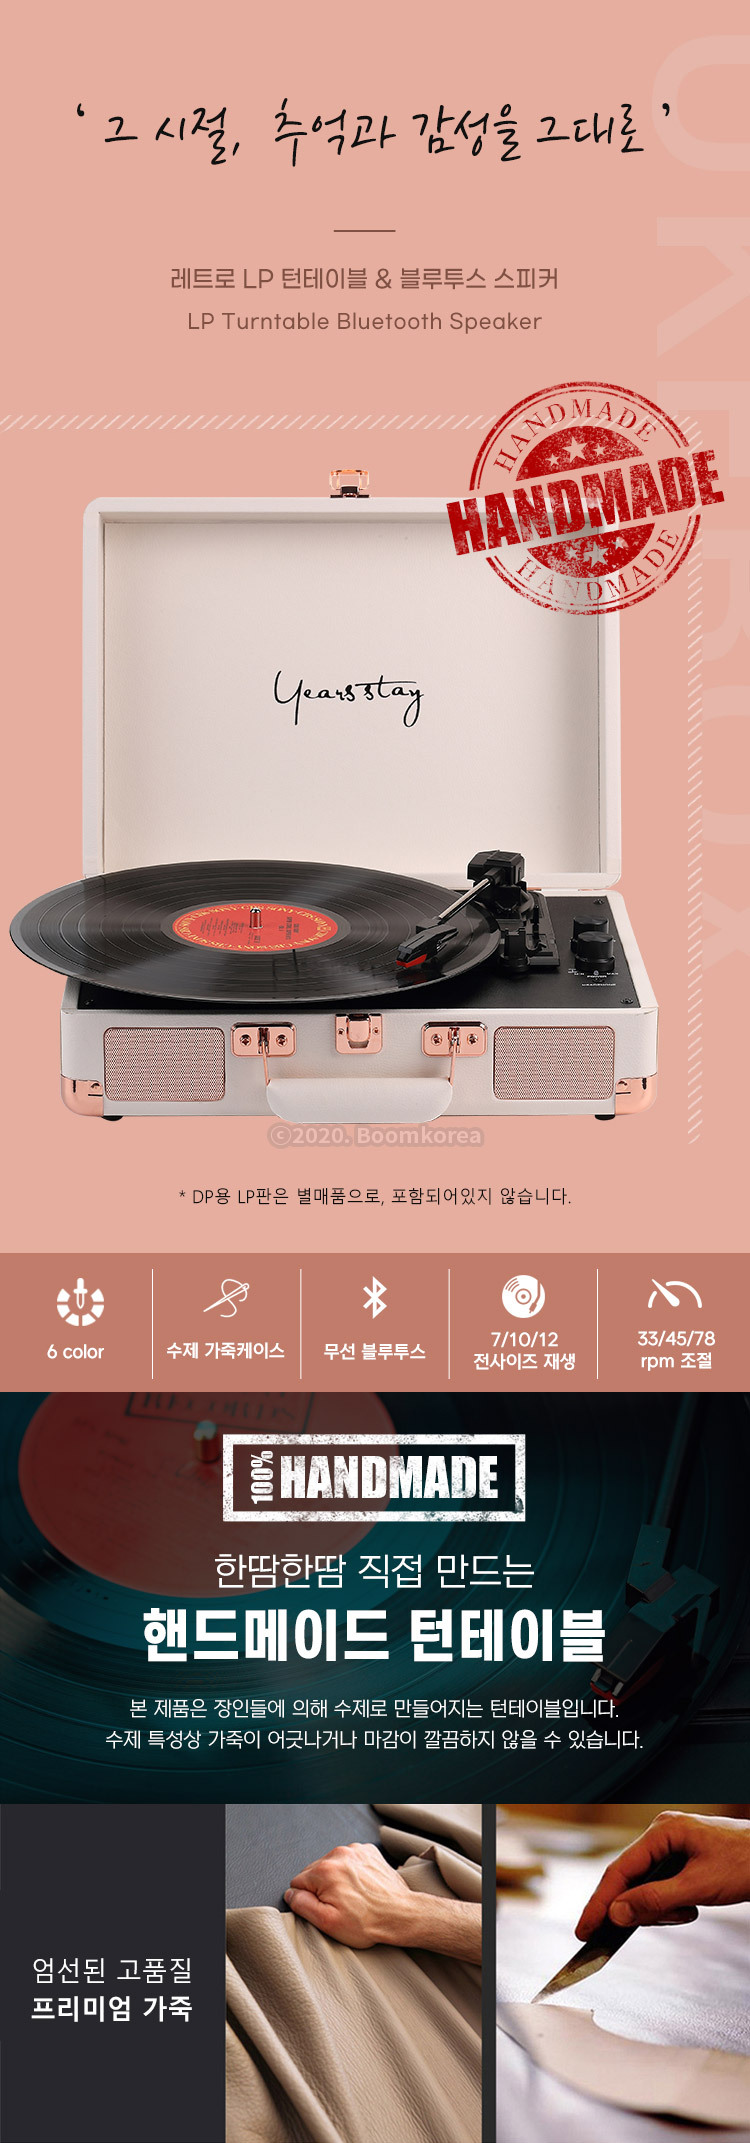 ‘ 그 시절, 추억과 감성을 그대로 ’
레트로 LP 턴테이블 & 블루투스 스피커
LP Turntable Bluetooth Speaker
HANDMADE
HANDMADE
HANDMADE
Yearsstay
©2020. Boomkorea
* DP용 LP판은 별매품으로, 포함되어있지 않습니다.
6 color
수제 가죽케이스
무선 블루투스
7/10/12
전사이즈 재생
33/45/78
rpm 조절
100% HANDMADE
한땀한땀 직접 만드는
핸드메이드 턴테이블
본 제품은 장인들에 의해 수제로 만들어지는 턴테이블입니다.
수제 특성상 가죽이 어긋나거나 마감이 깔끔하지 않을 수 있습니다.
엄선된 고품질
프리미엄 가죽